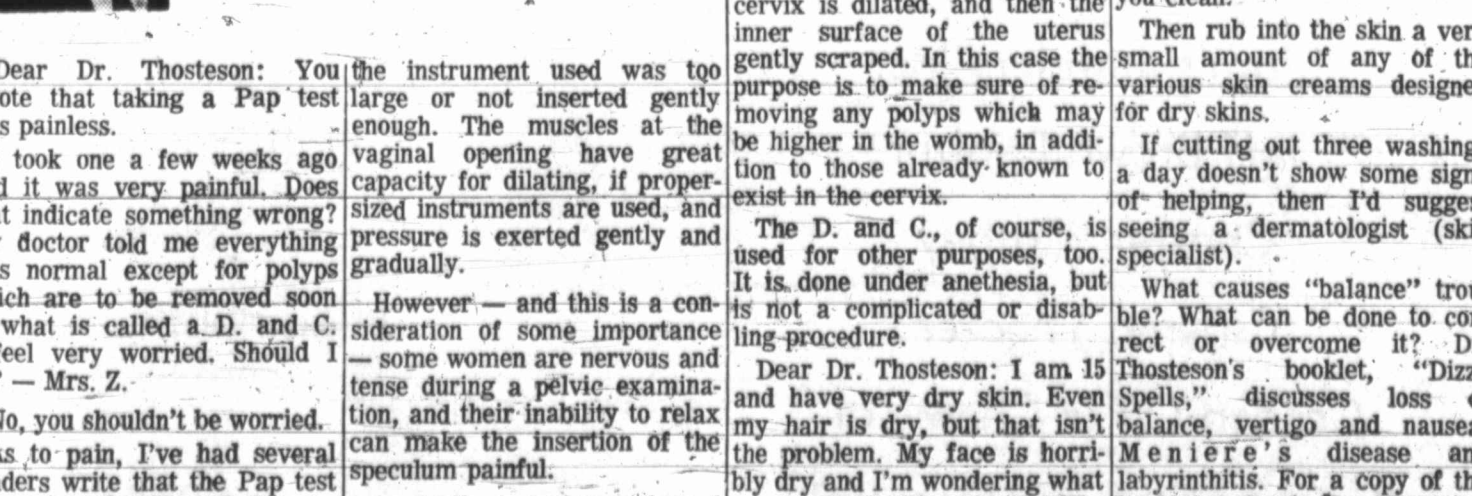 Dear Dr. Thosteson: You
ote that taking a Pap test
s painless.
took one a few weeks ago
d it was very painful. Does
t indicate something wrong?
doctor told me everything
s normal except for polyps
ich are to be removed soon
what is called a D. and C.
eel very worried. Should I
— Mrs. Z.
No, you shouldn't be worried.
As to pain, I've had several
ders write that the Pap test
the instrument used was too
large or not inserted gently
enough. The muscles at the
vaginal opening have great
capacity for dilating, if proper-
sized instruments are used, and
pressure is exerted gently and
gradually.
However — and this is a con-
sideration of some importance
— some women are nervous and
tense during a pelvic examina-
tion, and their inability to relax
can make the insertion of the
speculum painful.
cervix is dilated, and then the
inner surface of the uterus
gently scraped. In this case the
purpose is to make sure of re-
moving any polyps which may
be higher in the womb, in addi-
tion to those already known to
exist in the cervix.
The D. and C., of course, is
used for other purposes, too.
It is done under anethesia, but
is not a complicated or disab-
ling procedure.
Dear Dr. Thosteson: I am 15
and have very dry skin. Even
my hair is dry, but that isn't
the problem. My face is horri-
bly dry and I'm wondering what
you clean.
Then rub into the skin a ver
small amount of any of th
various skin creams designe
for dry skins.
If cutting out three washing
a day doesn't show some sign
of helping, then I'd sugges
seeing a dermatologist (ski
specialist).
What causes "balance" trou
ble? What can be done to cor
rect or overcome it? D
Thosteson's booklet, "Dizz
Spells," discusses loss o
balance, vertigo and nausea
Meniere's disease an
labyrinthitis. For a copy of th